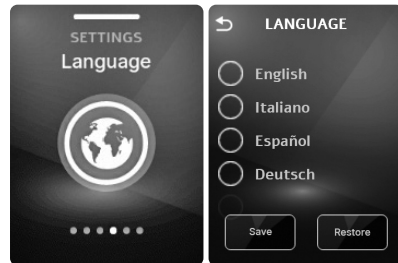 SETTINGS
Language
LANGUAGE
English
Italiano
Español
Deutsch
Save
Restore